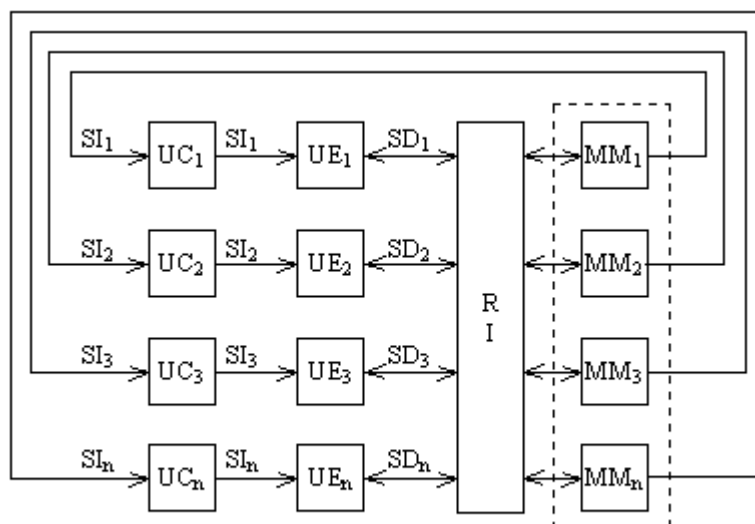 SI₁ UC₁ SI₁ UE₁ SD₁ MM₁
SI₂ UC₂ SI₂ UE₂ SD₂ MM₂
R
I
SI₃ UC₃ SI₃ UE₃ SD₃ MM₃
SIₙ UCₙ SIₙ UEₙ SDₙ MMₙ